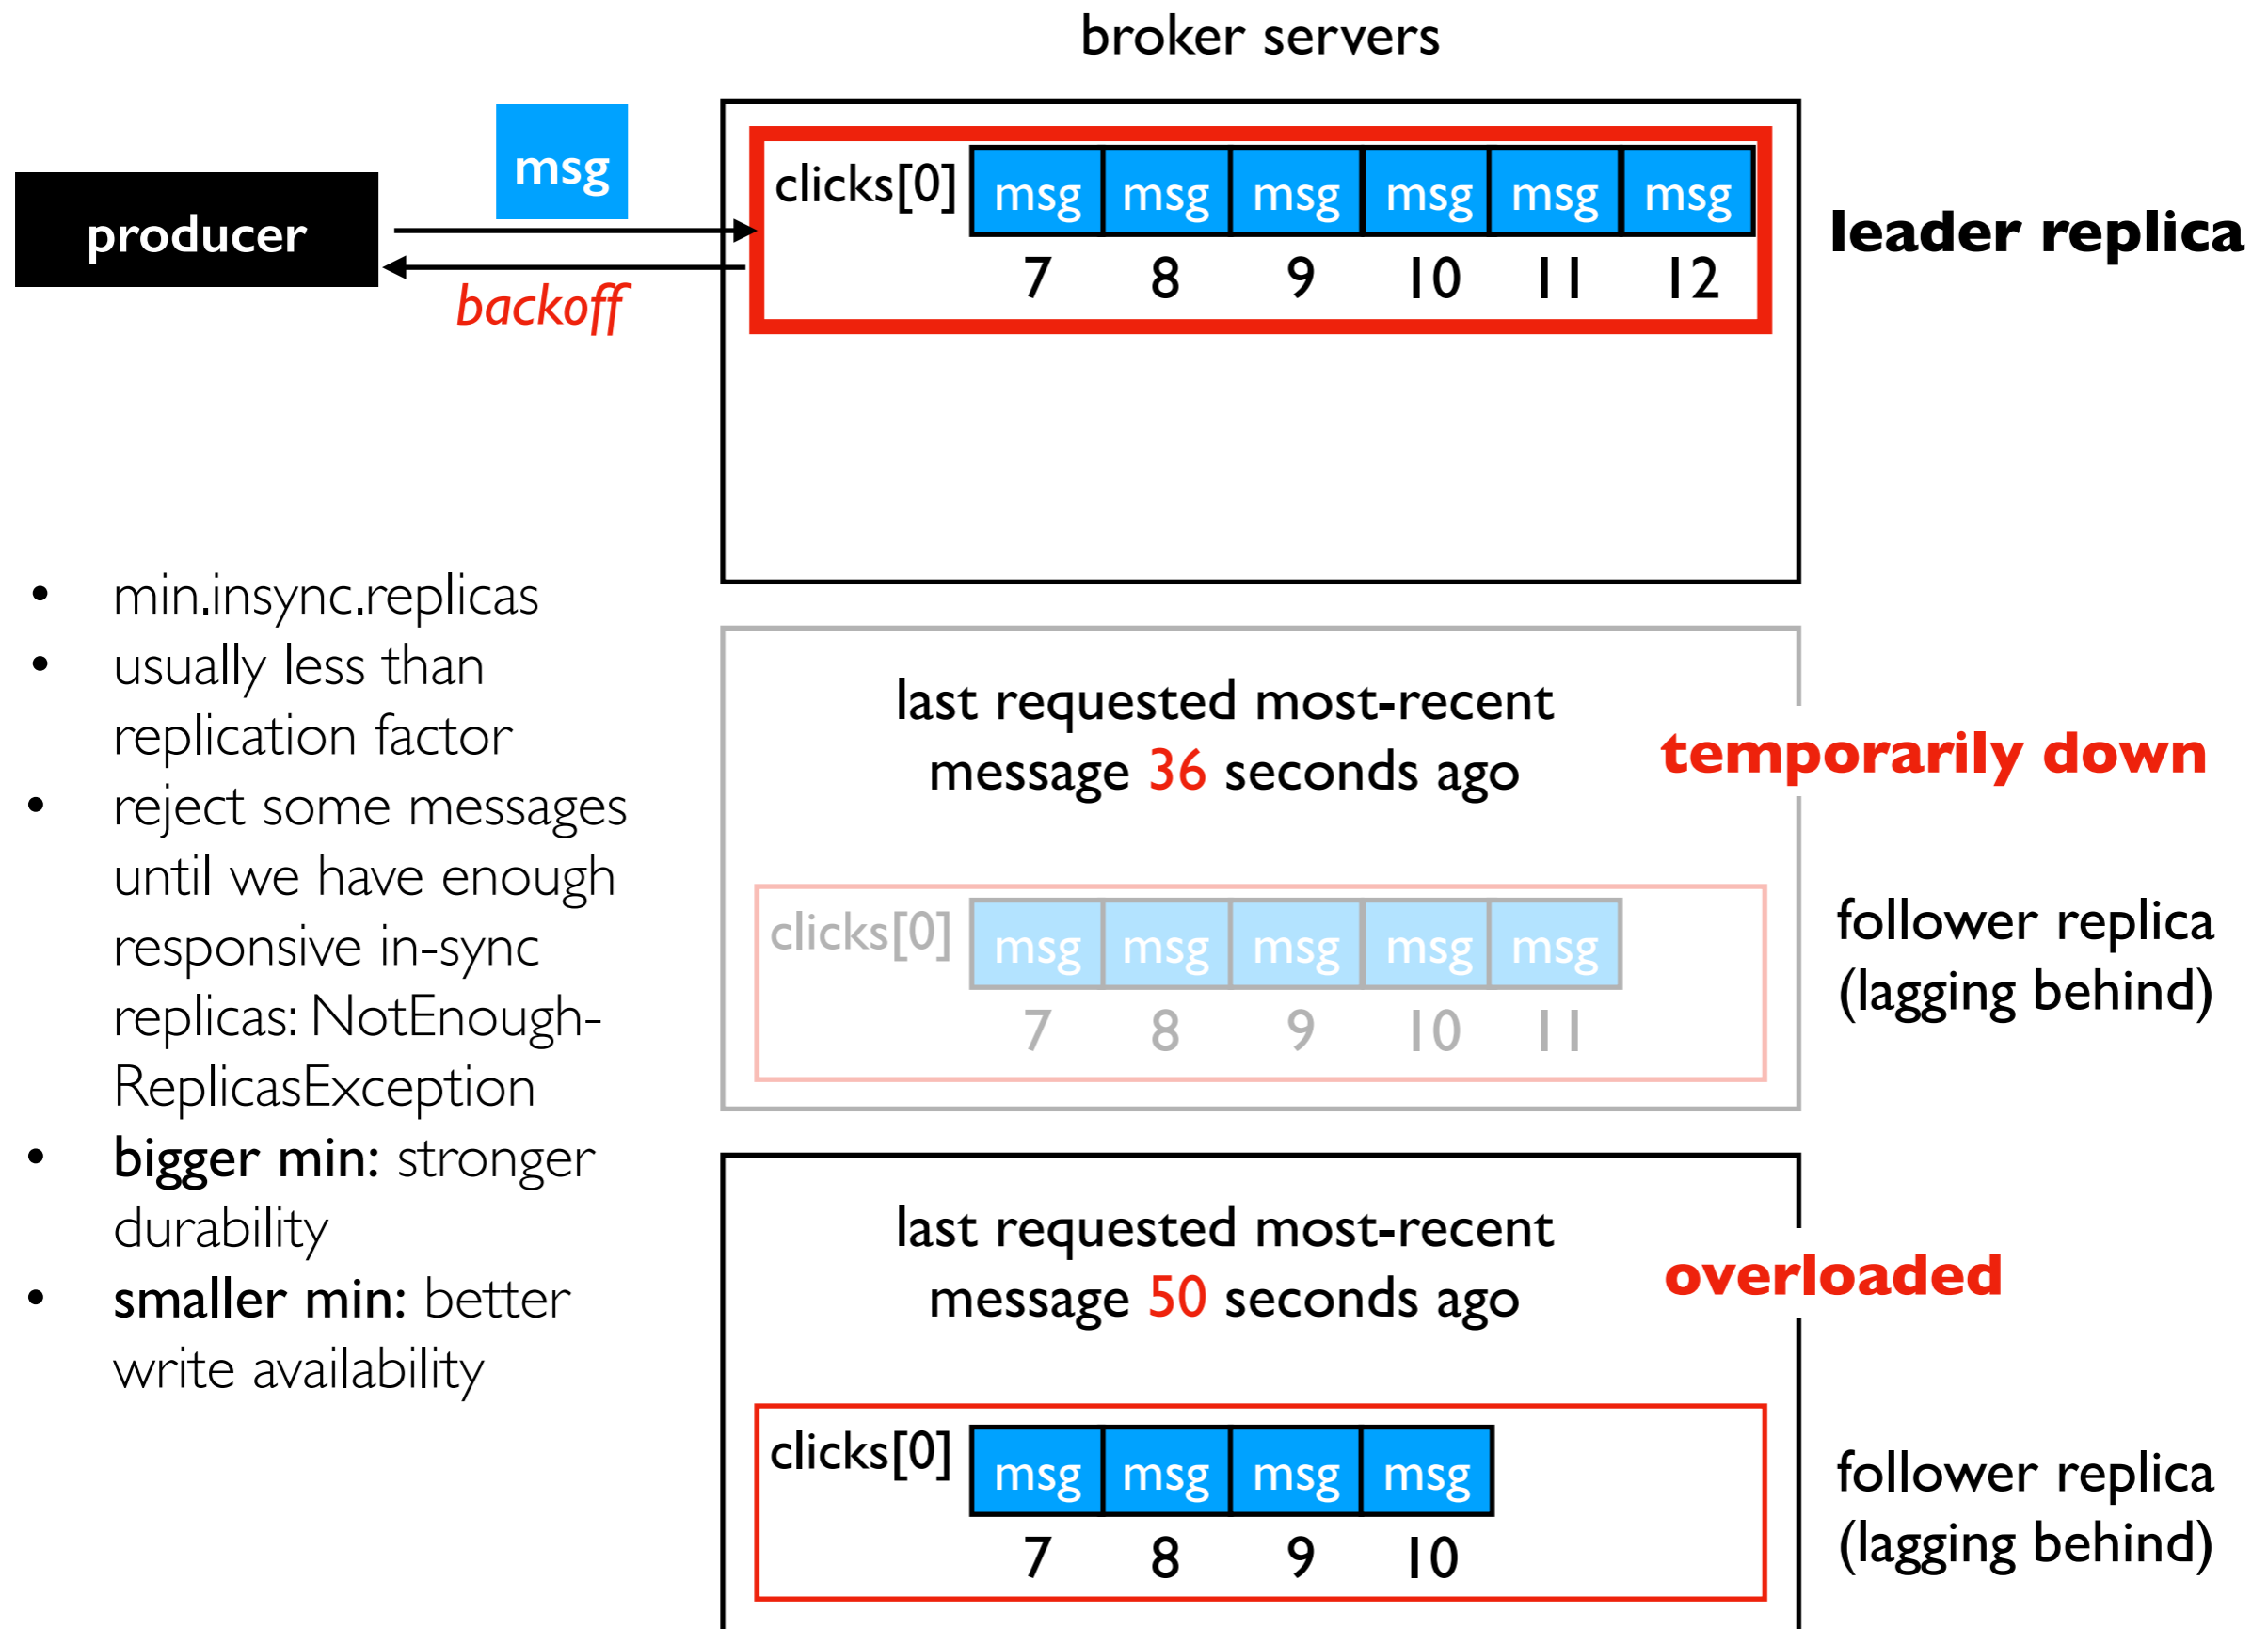 broker servers
msg
producer
backoff
clicks[0] msg msg msg msg msg msg
7 8 9 10 11 12
leader replica
• min.insync.replicas
• usually less than
replication factor
• reject some messages
until we have enough
responsive in-sync
replicas: NotEnough-
ReplicasException
• bigger min: stronger
durability
• smaller min: better
write availability
last requested most-recent
message 36 seconds ago
temporarily down
clicks[0] msg msg msg msg msg
7 8 9 10 11
follower replica
(lagging behind)
last requested most-recent
message 50 seconds ago
overloaded
clicks[0] msg msg msg msg
7 8 9 10
follower replica
(lagging behind)